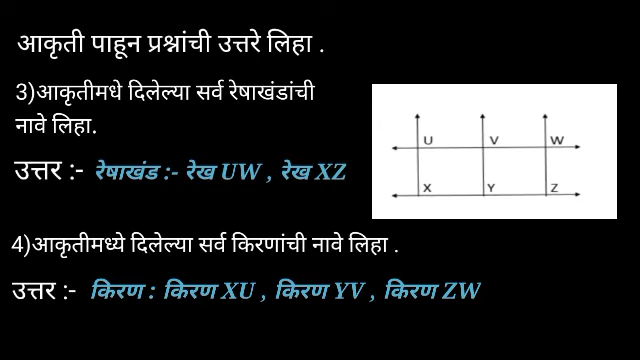 आकृती पाहून प्रश्नांची उत्तरे लिहा .
3)आकृतीमधे दिलेल्या सर्व रेषाखंडांची
नावे लिहा.
उत्तर :- रेषाखंड :- रेख UW , रेख XZ
U V W
X Y Z
4)आकृतीमध्ये दिलेल्या सर्व किरणांची नावे लिहा .
उत्तर :- किरण : किरण XU , किरण YV , किरण ZW